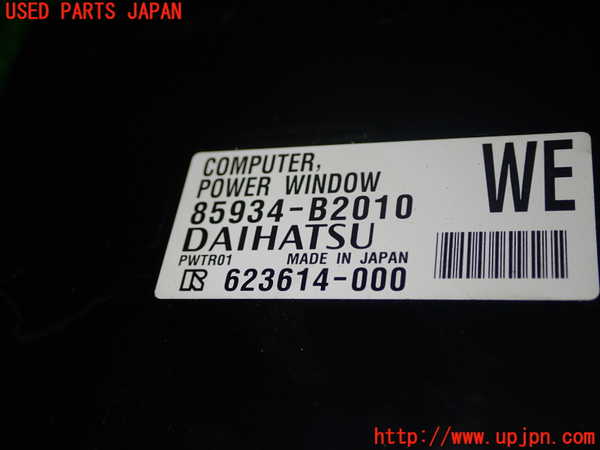 USED PARTS JAPAN
COMPUTER,
POWER WINDOW
85934-B2010
DAIHATSU
PWTR01 MADE IN JAPAN
623614-000
WE
http://www.upjpn.com/